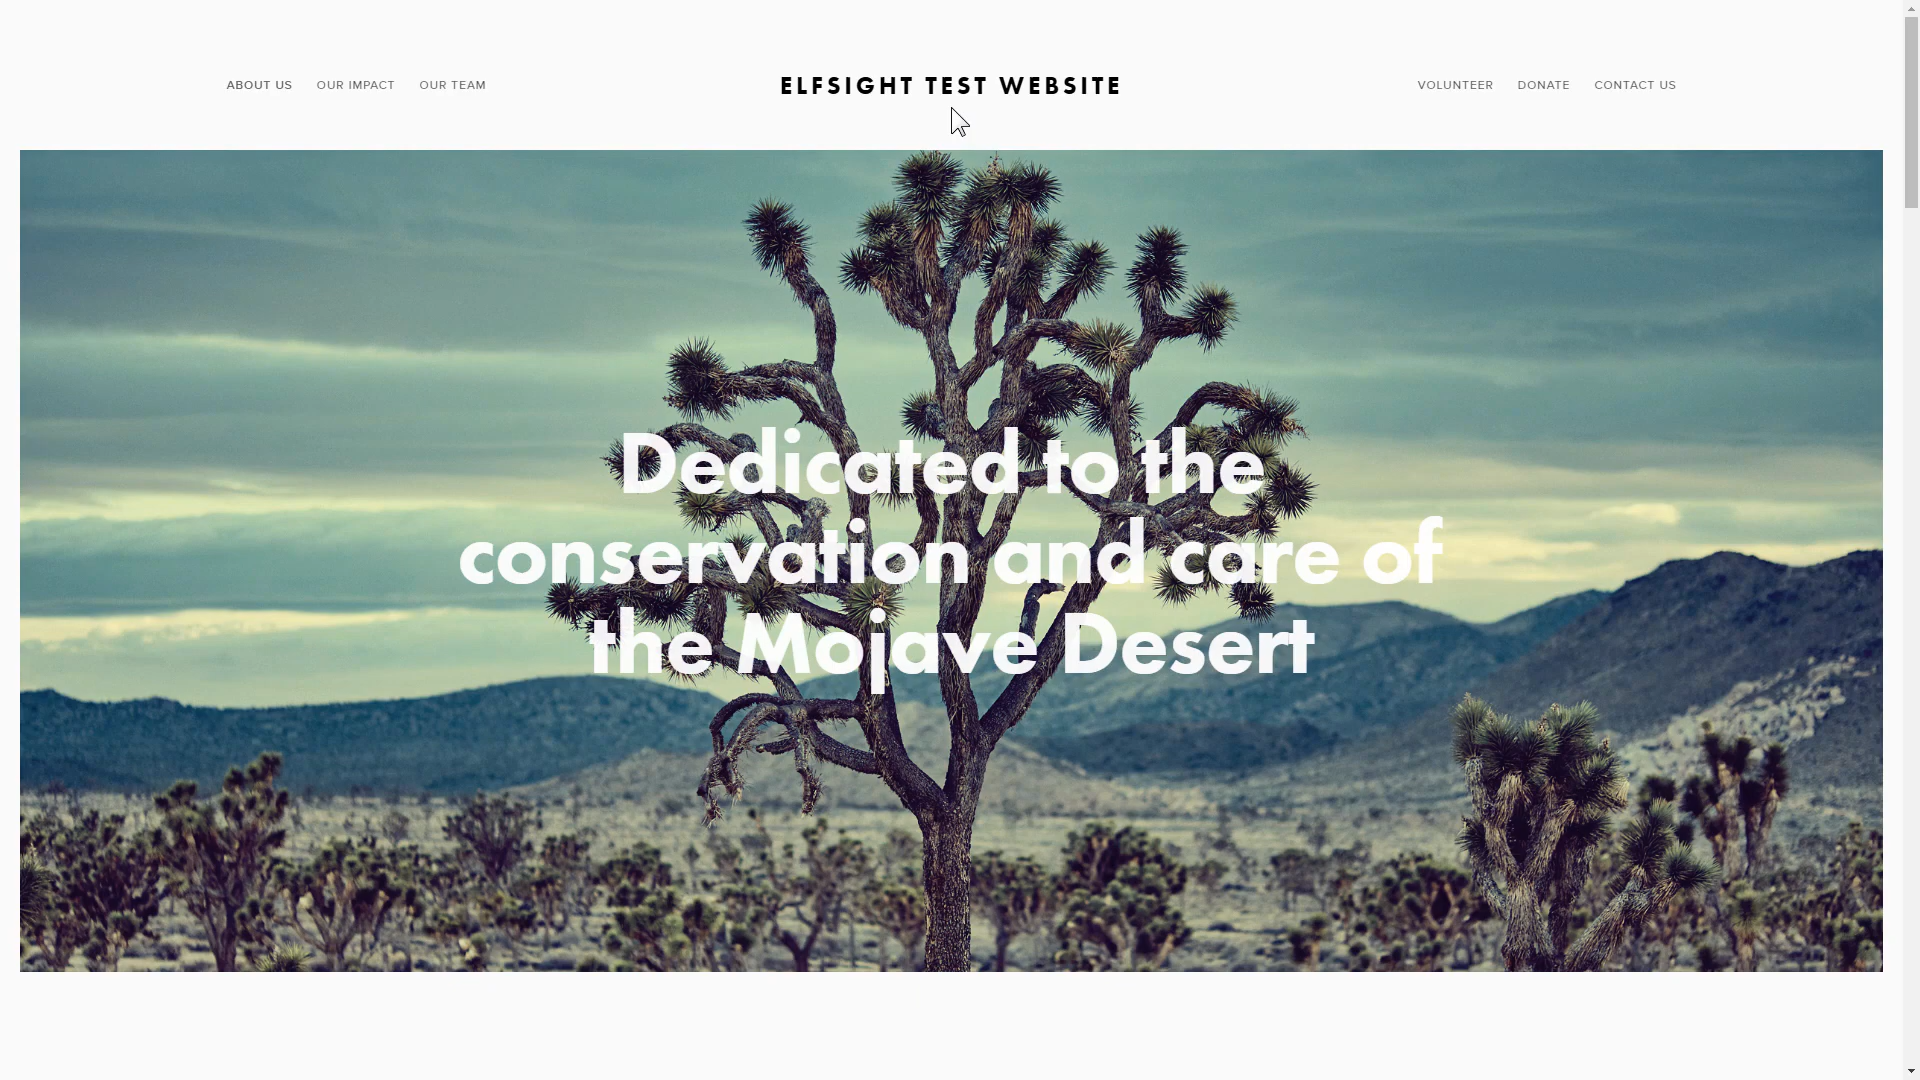 ABOUT US OUR IMPACT OUR TEAM ELFSIGHT TEST WEBSITE VOLUNTEER DONATE CONTACT US
Dedicated to the
conservation and care of
the Mojave Desert